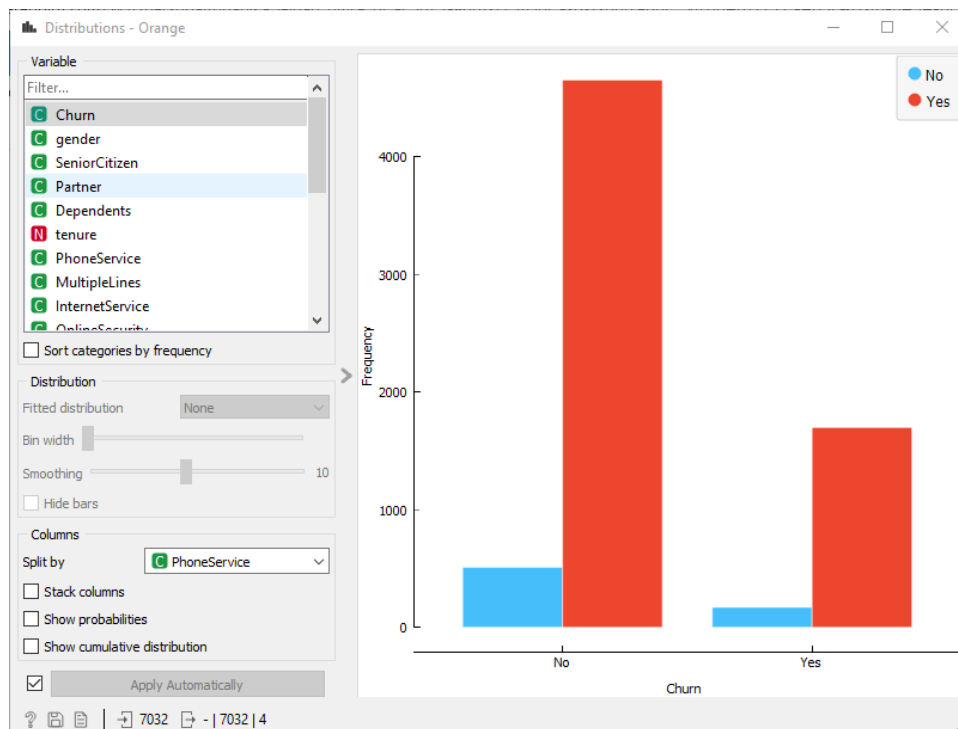 Distributions - Orange
Variable
Filter...
C Churn
C gender
C SeniorCitizen
C Partner
C Dependents
N tenure
C PhoneService
C MultipleLines
C InternetService
C OnlineSecurity
Sort categories by frequency
Distribution
Fitted distribution None
Bin width
Smoothing 10
Hide bars
Columns
Split by C PhoneService
Stack columns
Show probabilities
Show cumulative distribution
Apply Automatically
? 7032 - | 7032 | 4
No
Yes
4000
3000
2000
1000
0
Frequency
No Yes
Churn